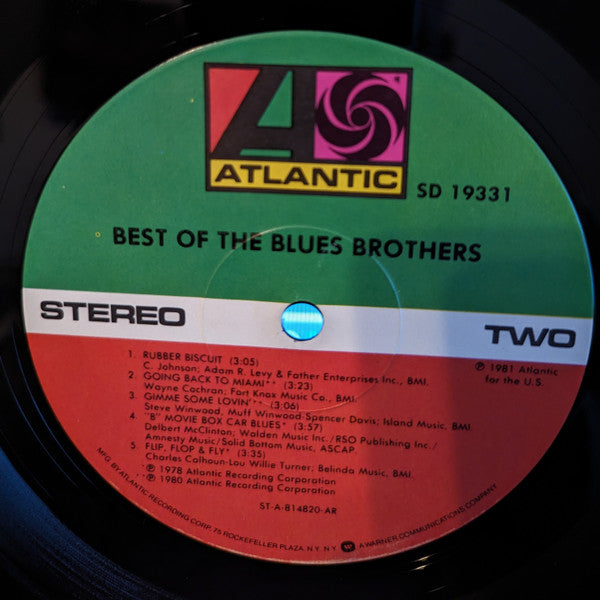 ATLANTIC
SD 19331
BEST OF THE BLUES BROTHERS
STEREO
TWO
1. RUBBER BISCUIT (3:05)
C. Johnson; Adam R. Levy & Father Enterprises Inc., BMI.
2. GOING BACK TO MIAMI** (3:23)
Wayne Cochran; Fort Knox Music Co., BMI.
3. GIMME SOME LOVIN'** (3:06)
Steve Winwood, Muff Winwood-Spencer Davis; Island Music, BMI.
4. "B" MOVIE BOX CAR BLUES* (3:57)
Delbert McClinton; Walden Music Inc./RSO Publishing Inc./
Amnesty Music/Solid Bottom Music, ASCAP.
5. FLIP, FLOP & FLY* (3:35)
Charles Calhoun-Lou Willie Turner; Belinda Music, BMI.
*℗ 1978 Atlantic Recording Corporation
**℗ 1980 Atlantic Recording Corporation
℗ 1981 Atlantic
for the U.S.
ST-A-814820-AR
MFG. BY ATLANTIC RECORDING CORP. 75 ROCKEFELLER PLAZA, N.Y. N.Y. A WARNER COMMUNICATIONS COMPANY